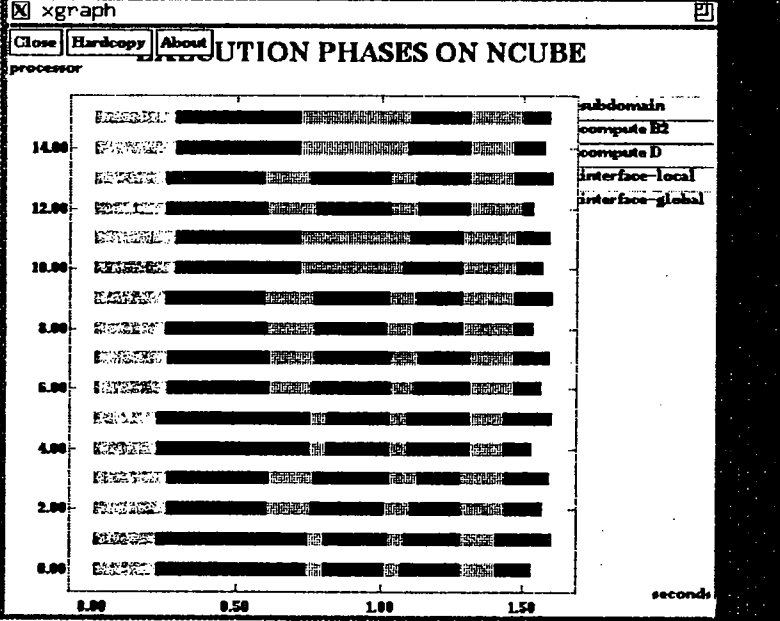 xgraph
Close Hardcopy About
EXECUTION PHASES ON NCUBE
processor
subdomain
compute B2
14.00
compute D
interface-local
12.00
interface-global
10.00
8.00
6.00
4.00
2.00
0.00
seconds
0.00 0.50 1.00 1.50